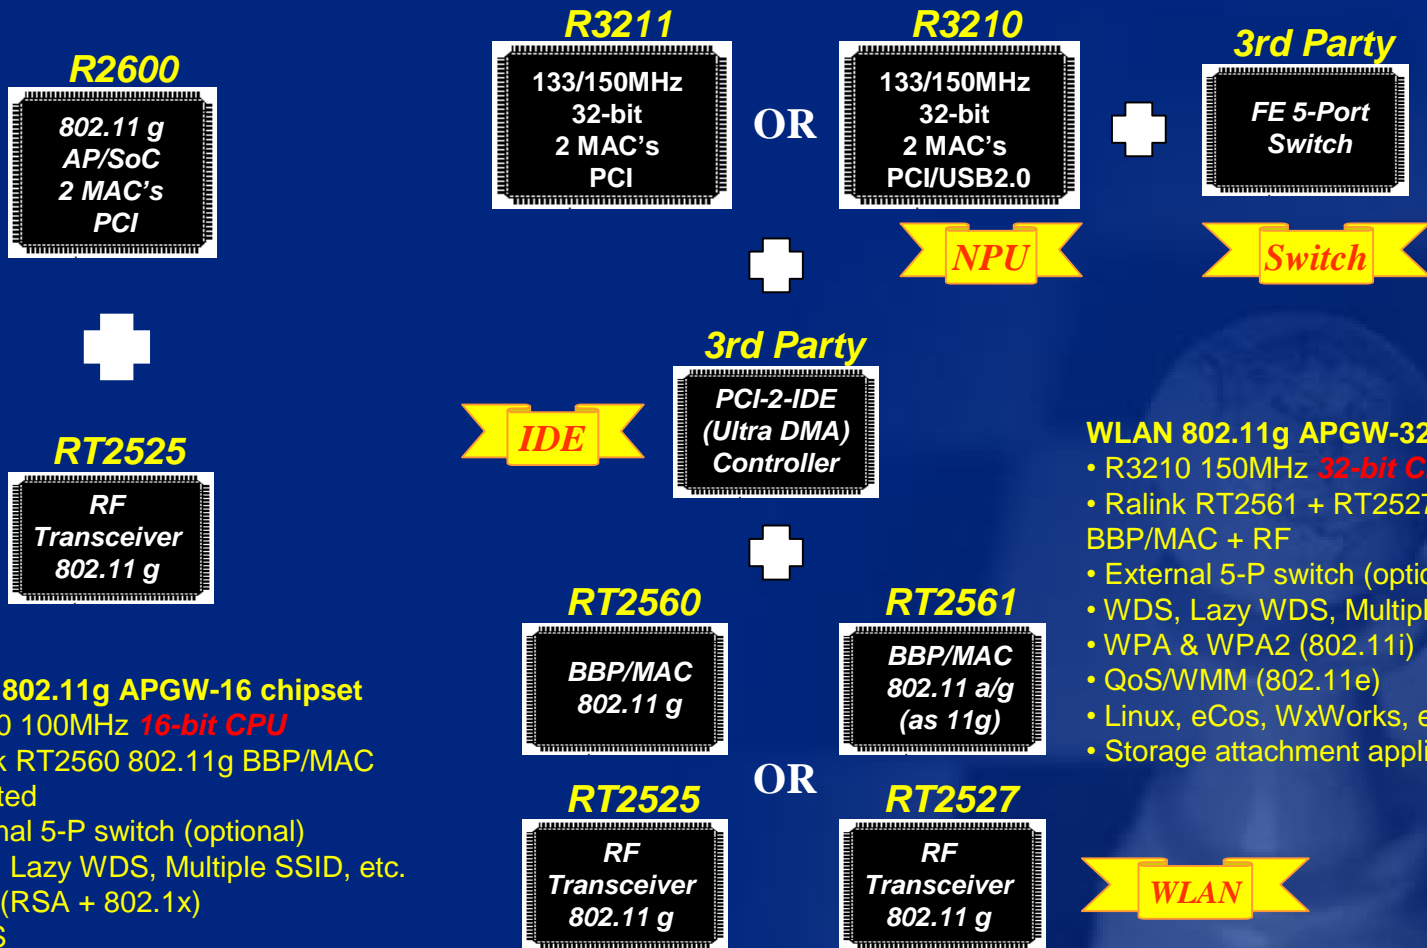 R2600
802.11 g
AP/SoC
2 MAC's
PCI
RT2525
RF
Transceiver
802.11 g
802.11g APGW-16 chipset
0 100MHz 16-bit CPU
k RT2560 802.11g BBP/MAC
ted
nal 5-P switch (optional)
Lazy WDS, Multiple SSID, etc.
(RSA + 802.1x)
R3211
133/150MHz
32-bit
2 MAC's
PCI
OR
R3210
133/150MHz
32-bit
2 MAC's
PCI/USB2.0
NPU
3rd Party
FE 5-Port
Switch
Switch
3rd Party
PCI-2-IDE
(Ultra DMA)
Controller
IDE
RT2560
BBP/MAC
802.11 g
RT2561
BBP/MAC
802.11 a/g
(as 11g)
OR
RT2525
RF
Transceiver
802.11 g
RT2527
RF
Transceiver
802.11 g
WLAN
WLAN 802.11g APGW-32
• R3210 150MHz 32-bit C
• Ralink RT2561 + RT2527
BBP/MAC + RF
• External 5-P switch (optio
• WDS, Lazy WDS, Multipl
• WPA & WPA2 (802.11i)
• QoS/WMM (802.11e)
• Linux, eCos, WxWorks, e
• Storage attachment appli